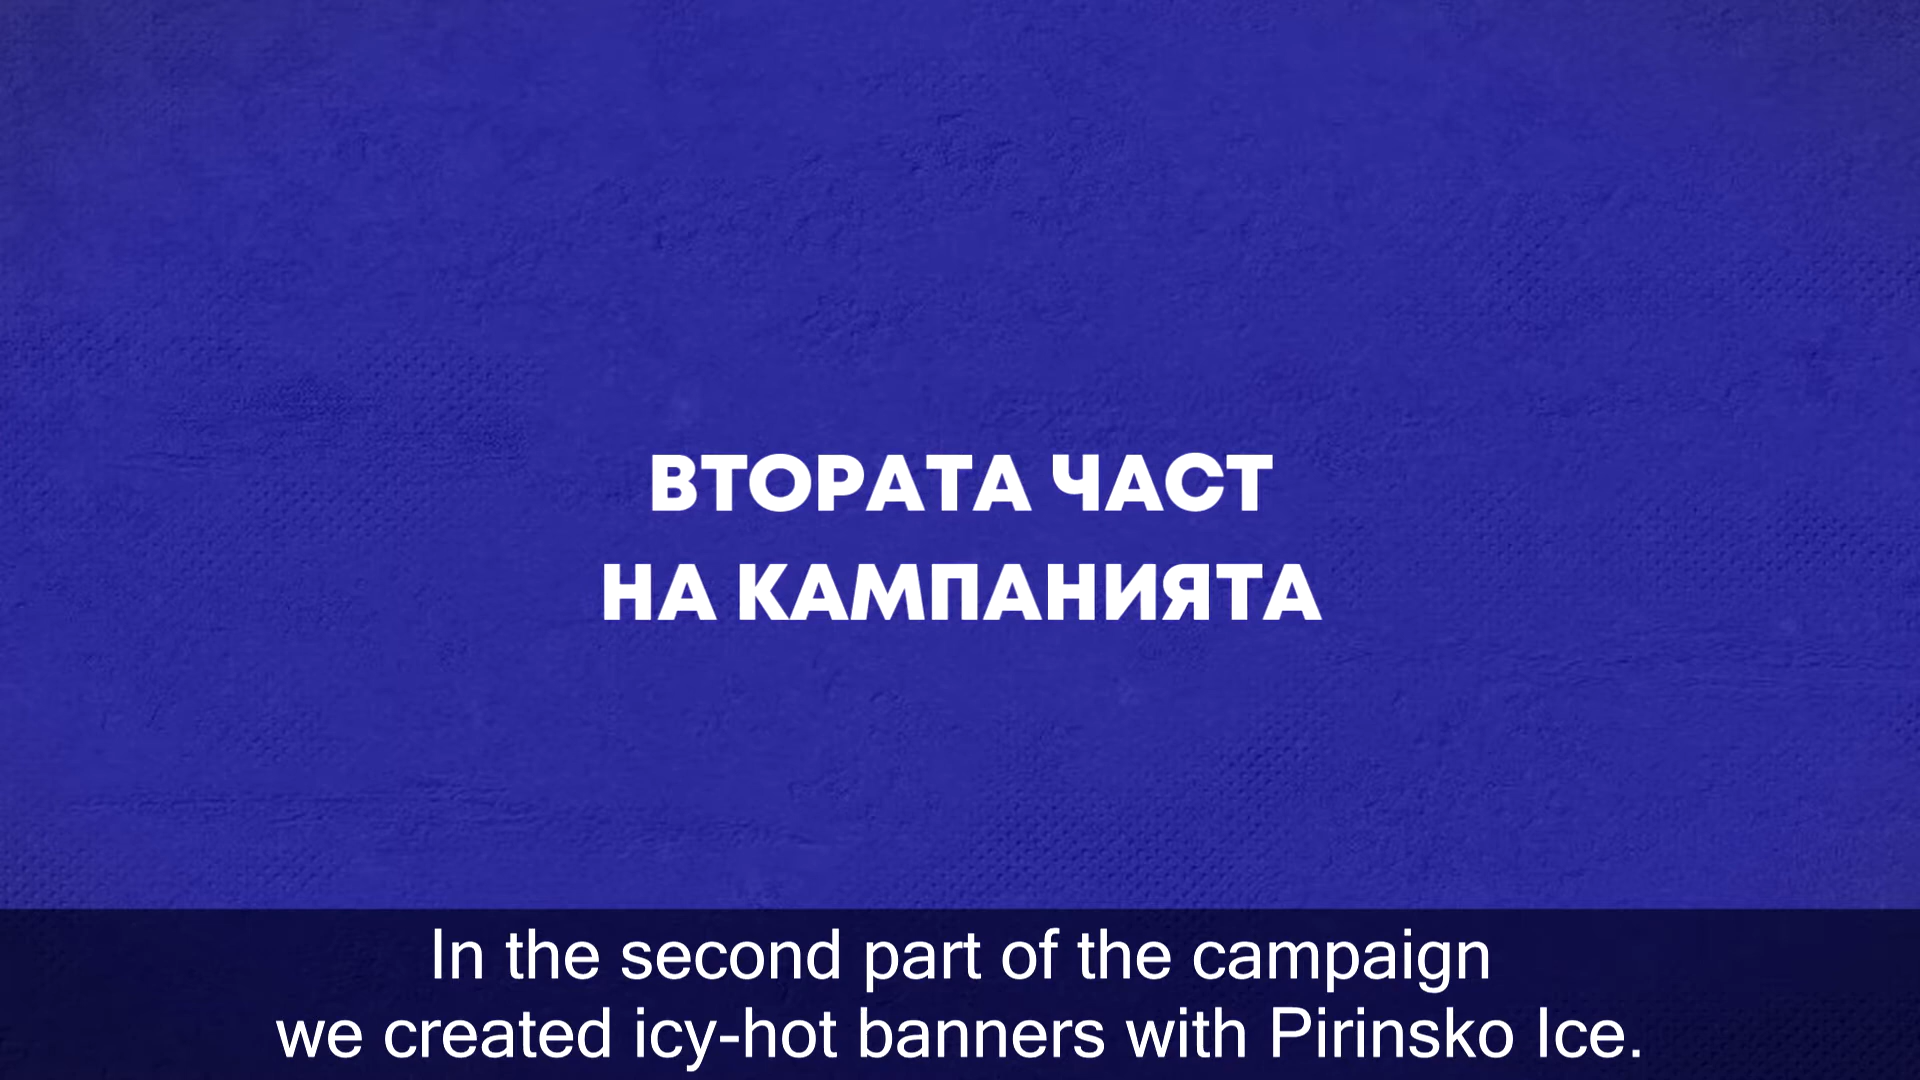 ВТОРАТА ЧАСТ
НА КАМПАНИЯТА
In the second part of the campaign
we created icy-hot banners with Pirinsko Ice.